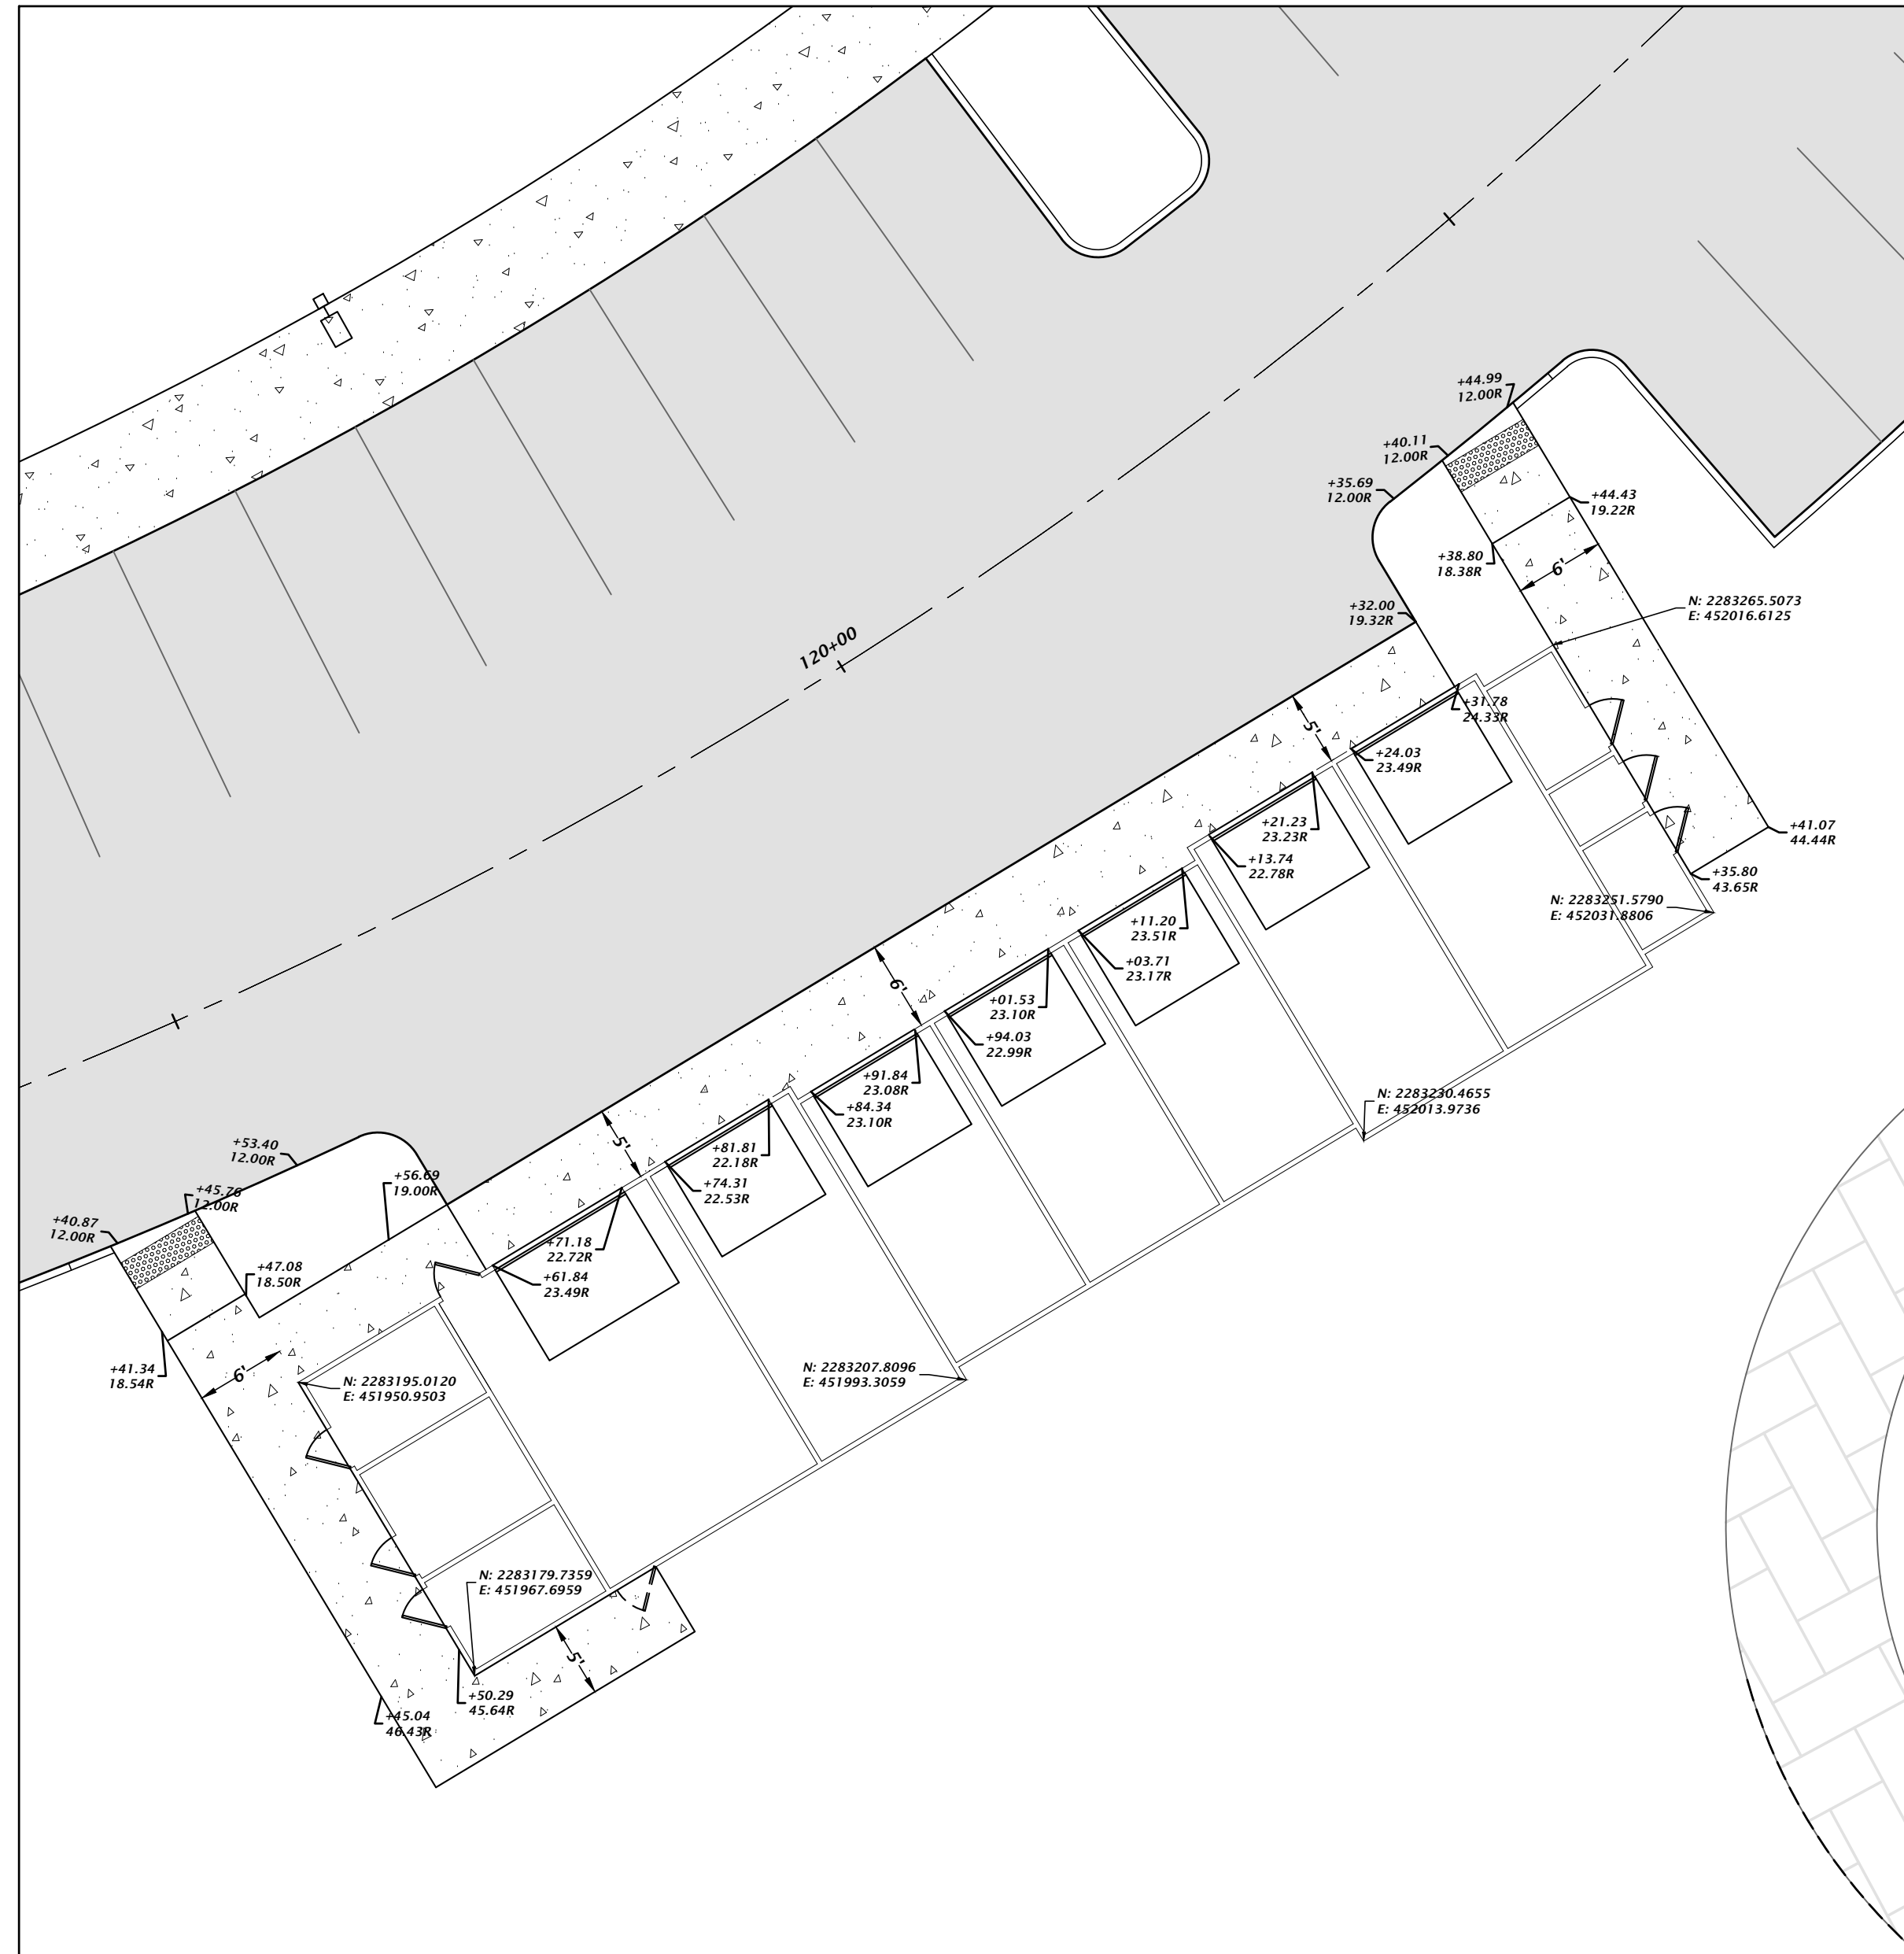 +44.99
12.00R
+40.11
12.00R
+35.69
12.00R
+44.43
19.22R
+38.80
18.38R
6'
N: 2283265.5073
E: 452016.6125
+32.00
19.32R
120+00
+31.78
24.33R
5'
+24.03
23.49R
+21.23
23.23R
+13.74
22.78R
+41.07
44.44R
+35.80
43.65R
N: 2283251.5790
E: 452031.8806
+11.20
23.51R
+03.71
23.17R
6'
+01.53
23.10R
+94.03
22.99R
+91.84
23.08R
+84.34
23.10R
N: 2283230.4655
E: 452013.9736
5'
+81.81
22.18R
+74.31
22.53R
+53.40
12.00R
+56.69
19.00R
+45.76
12.00R
+40.87
12.00R
+47.08
18.50R
+71.18
22.72R
+61.84
23.49R
+41.34
18.54R
6'
N: 2283195.0120
E: 451950.9503
N: 2283207.8096
E: 451993.3059
N: 2283179.7359
E: 451967.6959
5'
+50.29
45.64R
+45.04
46.43R